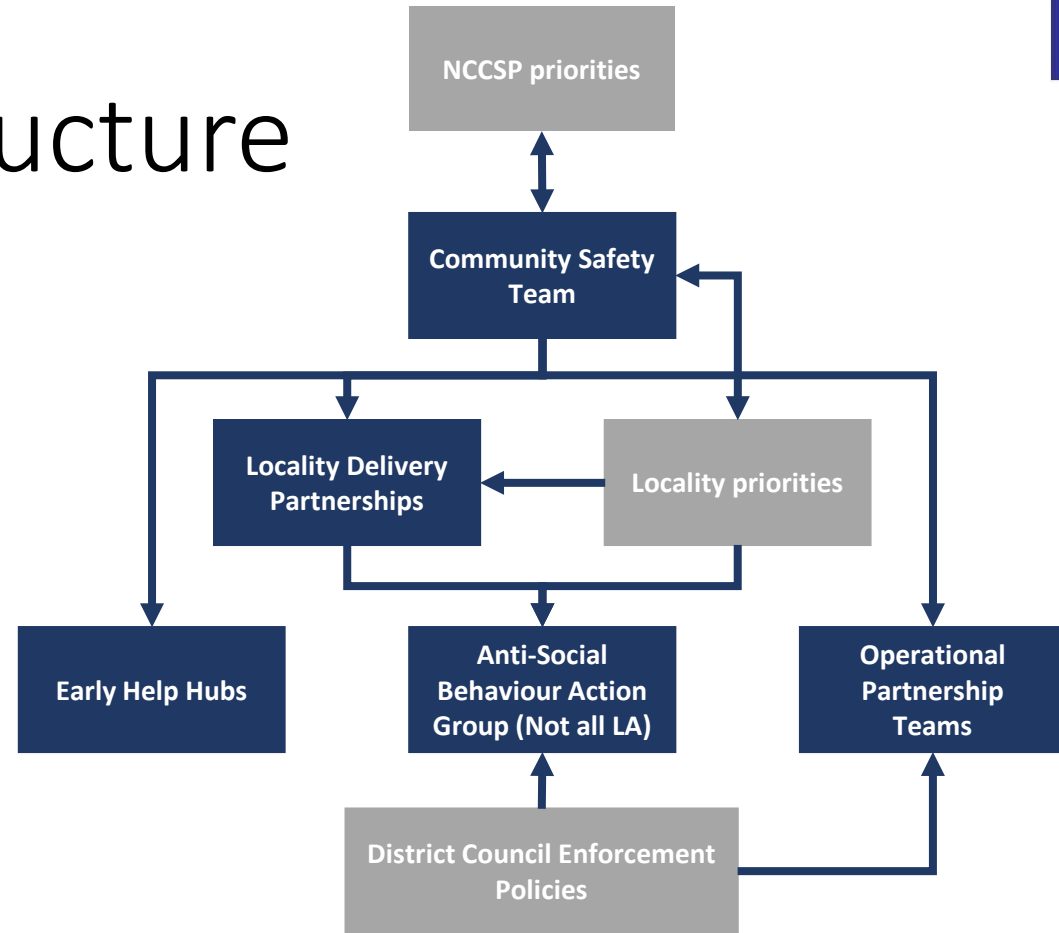 NCCSP priorities
ucture
Community Safety
Team
Locality Delivery
Partnerships
Locality priorities
Early Help Hubs
Anti-Social
Behaviour Action
Group (Not all LA)
Operational
Partnership
Teams
District Council Enforcement
Policies